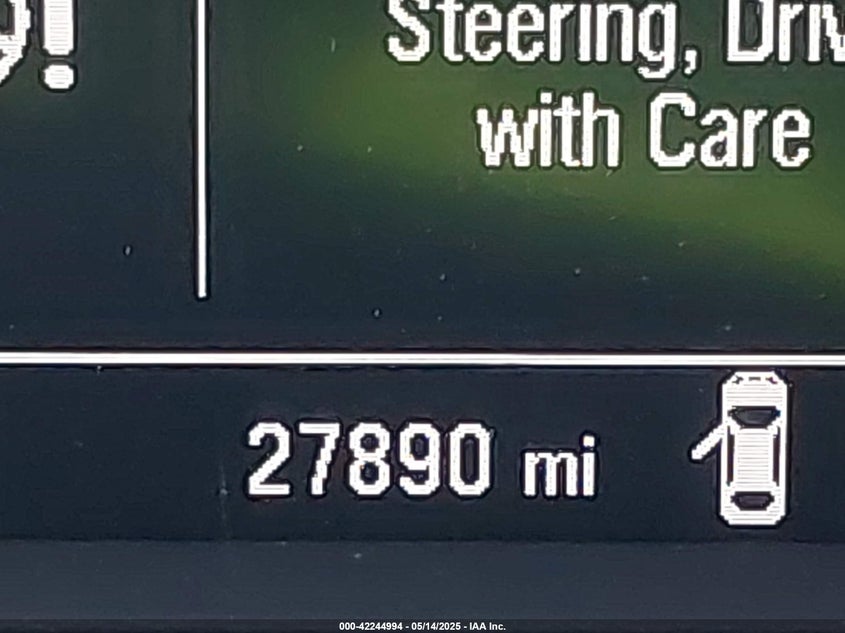 Steering, Driv
with Care
27890 mi
000-42244994 - 05/14/2025 - IAA Inc.